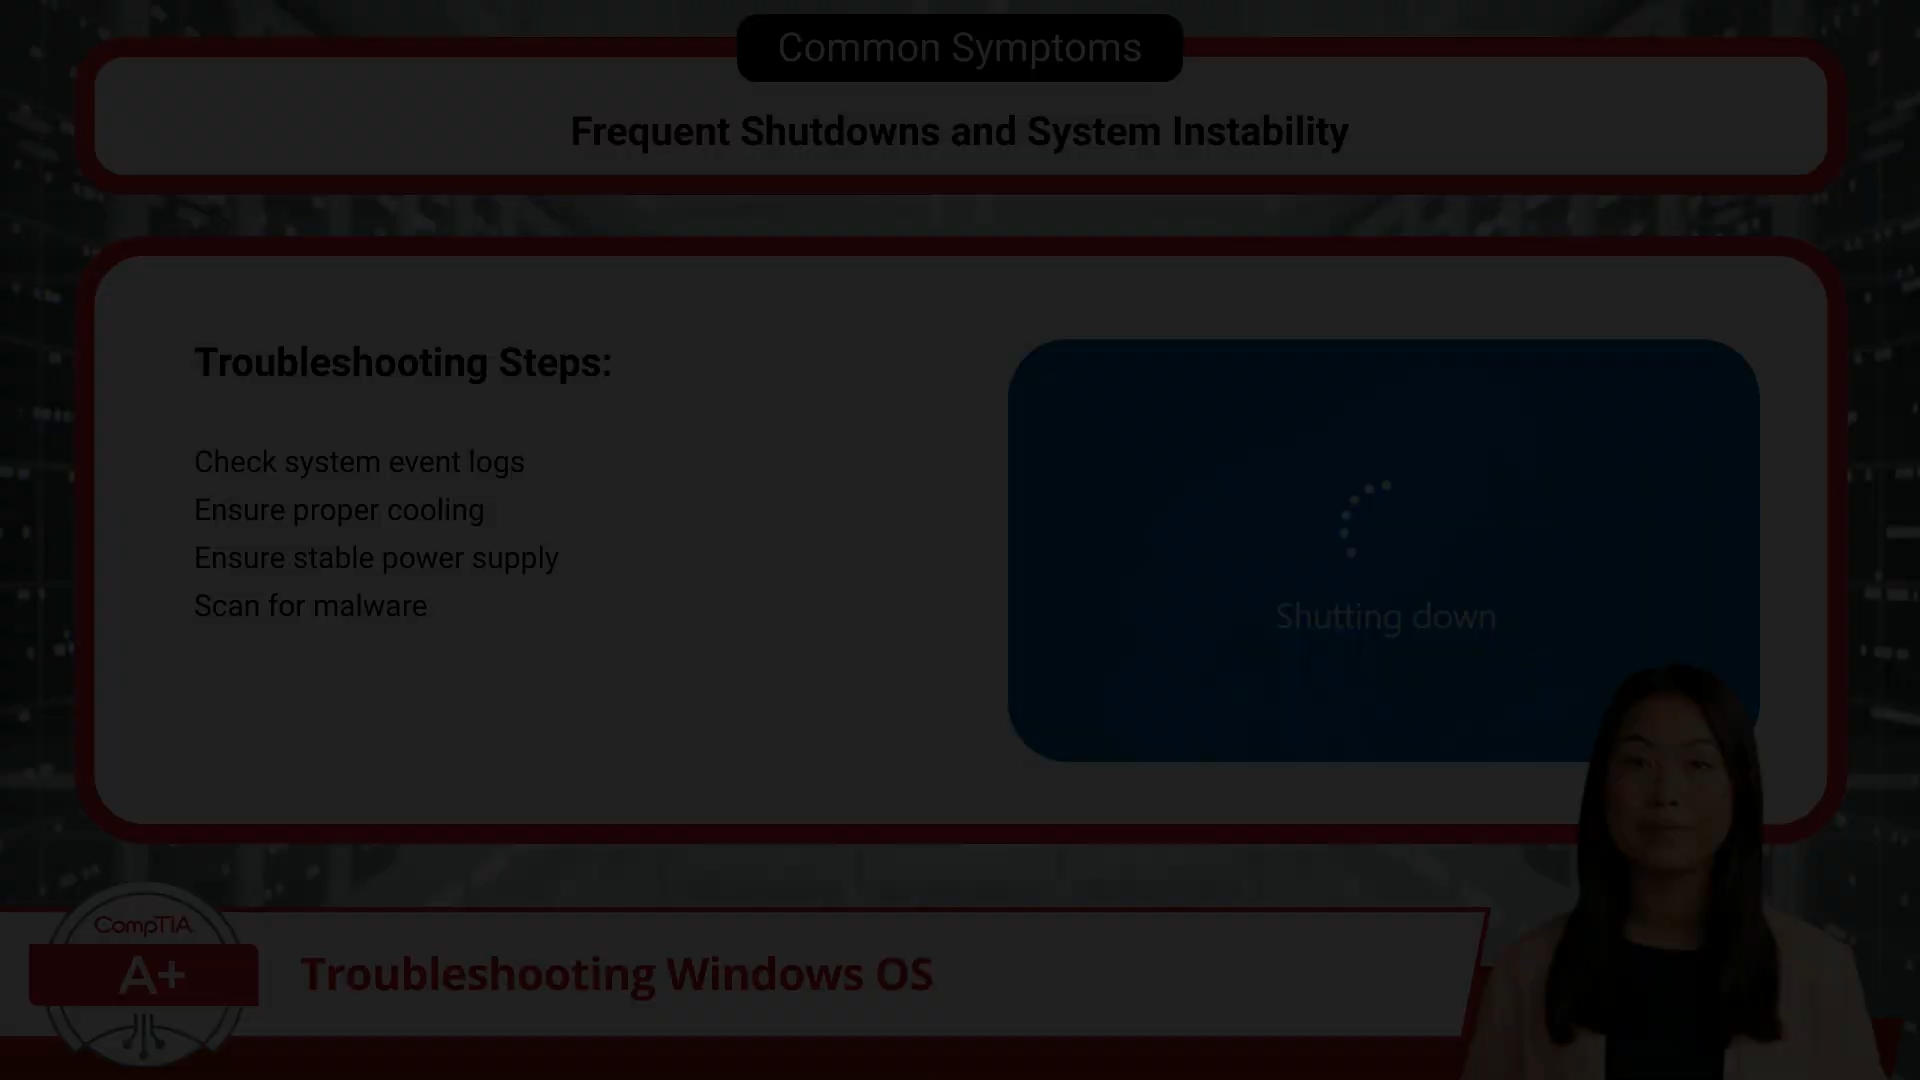 Common Symptoms
Frequent Shutdowns and System Instability
Troubleshooting Steps:
Check system event logs
Ensure proper cooling
Ensure stable power supply
Scan for malware
Shutting down
CompTIA
A+
Troubleshooting Windows OS